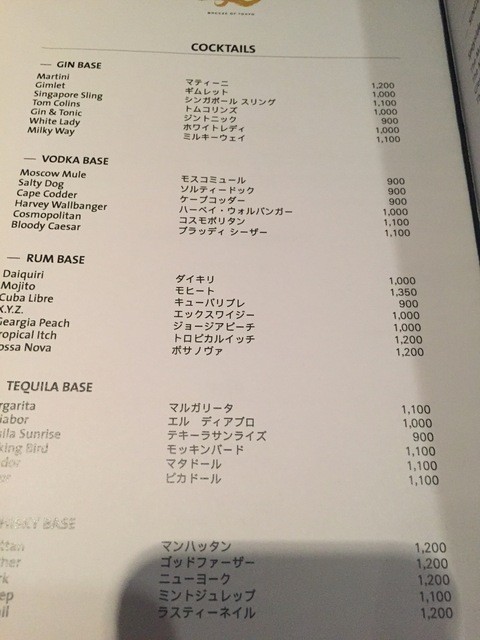 COCKTAILS
— GIN BASE
Martini マティーニ 1,200
Gimlet ギムレット 1,000
Singapore Sling シンガポール スリング 1,100
Tom Colins トムコリンズ 1,000
Gin & Tonic ジントニック 900
White Lady ホワイトレディ 1,000
Milky Way ミルキーウェイ 1,100
— VODKA BASE
Moscow Mule モスコミュール 900
Salty Dog ソルティードック 900
Cape Codder ケープコッダー 900
Harvey Wallbanger ハーベイ・ウォルバンガー 1,000
Cosmopolitan コスモポリタン 1,100
Bloody Caesar ブラッディ シーザー 1,100
— RUM BASE
Daiquiri ダイキリ 1,000
Mojito モヒート 1,350
Cuba Libre キューバリブレ 900
X.Y.Z. エックスワイジー 1,000
Geargia Peach ジョージアピーチ 1,000
ropical Itch トロピカルイッチ 1,200
ossa Nova ボサノヴァ 1,200
TEQUILA BASE
rgarita マルガリータ 1,100
iabor エル ディアブロ 1,000
uila Sunrise テキーラサンライズ 900
king Bird モッキンバード 1,100
dor マタドール 1,100
ピカドール 1,100
SKY BASE
ttan マンハッタン 1,200
ther ゴッドファーザー 1,200
rk ニューヨーク 1,200
ep ミントジュレップ 1,100
ail ラスティーネイル 1,200